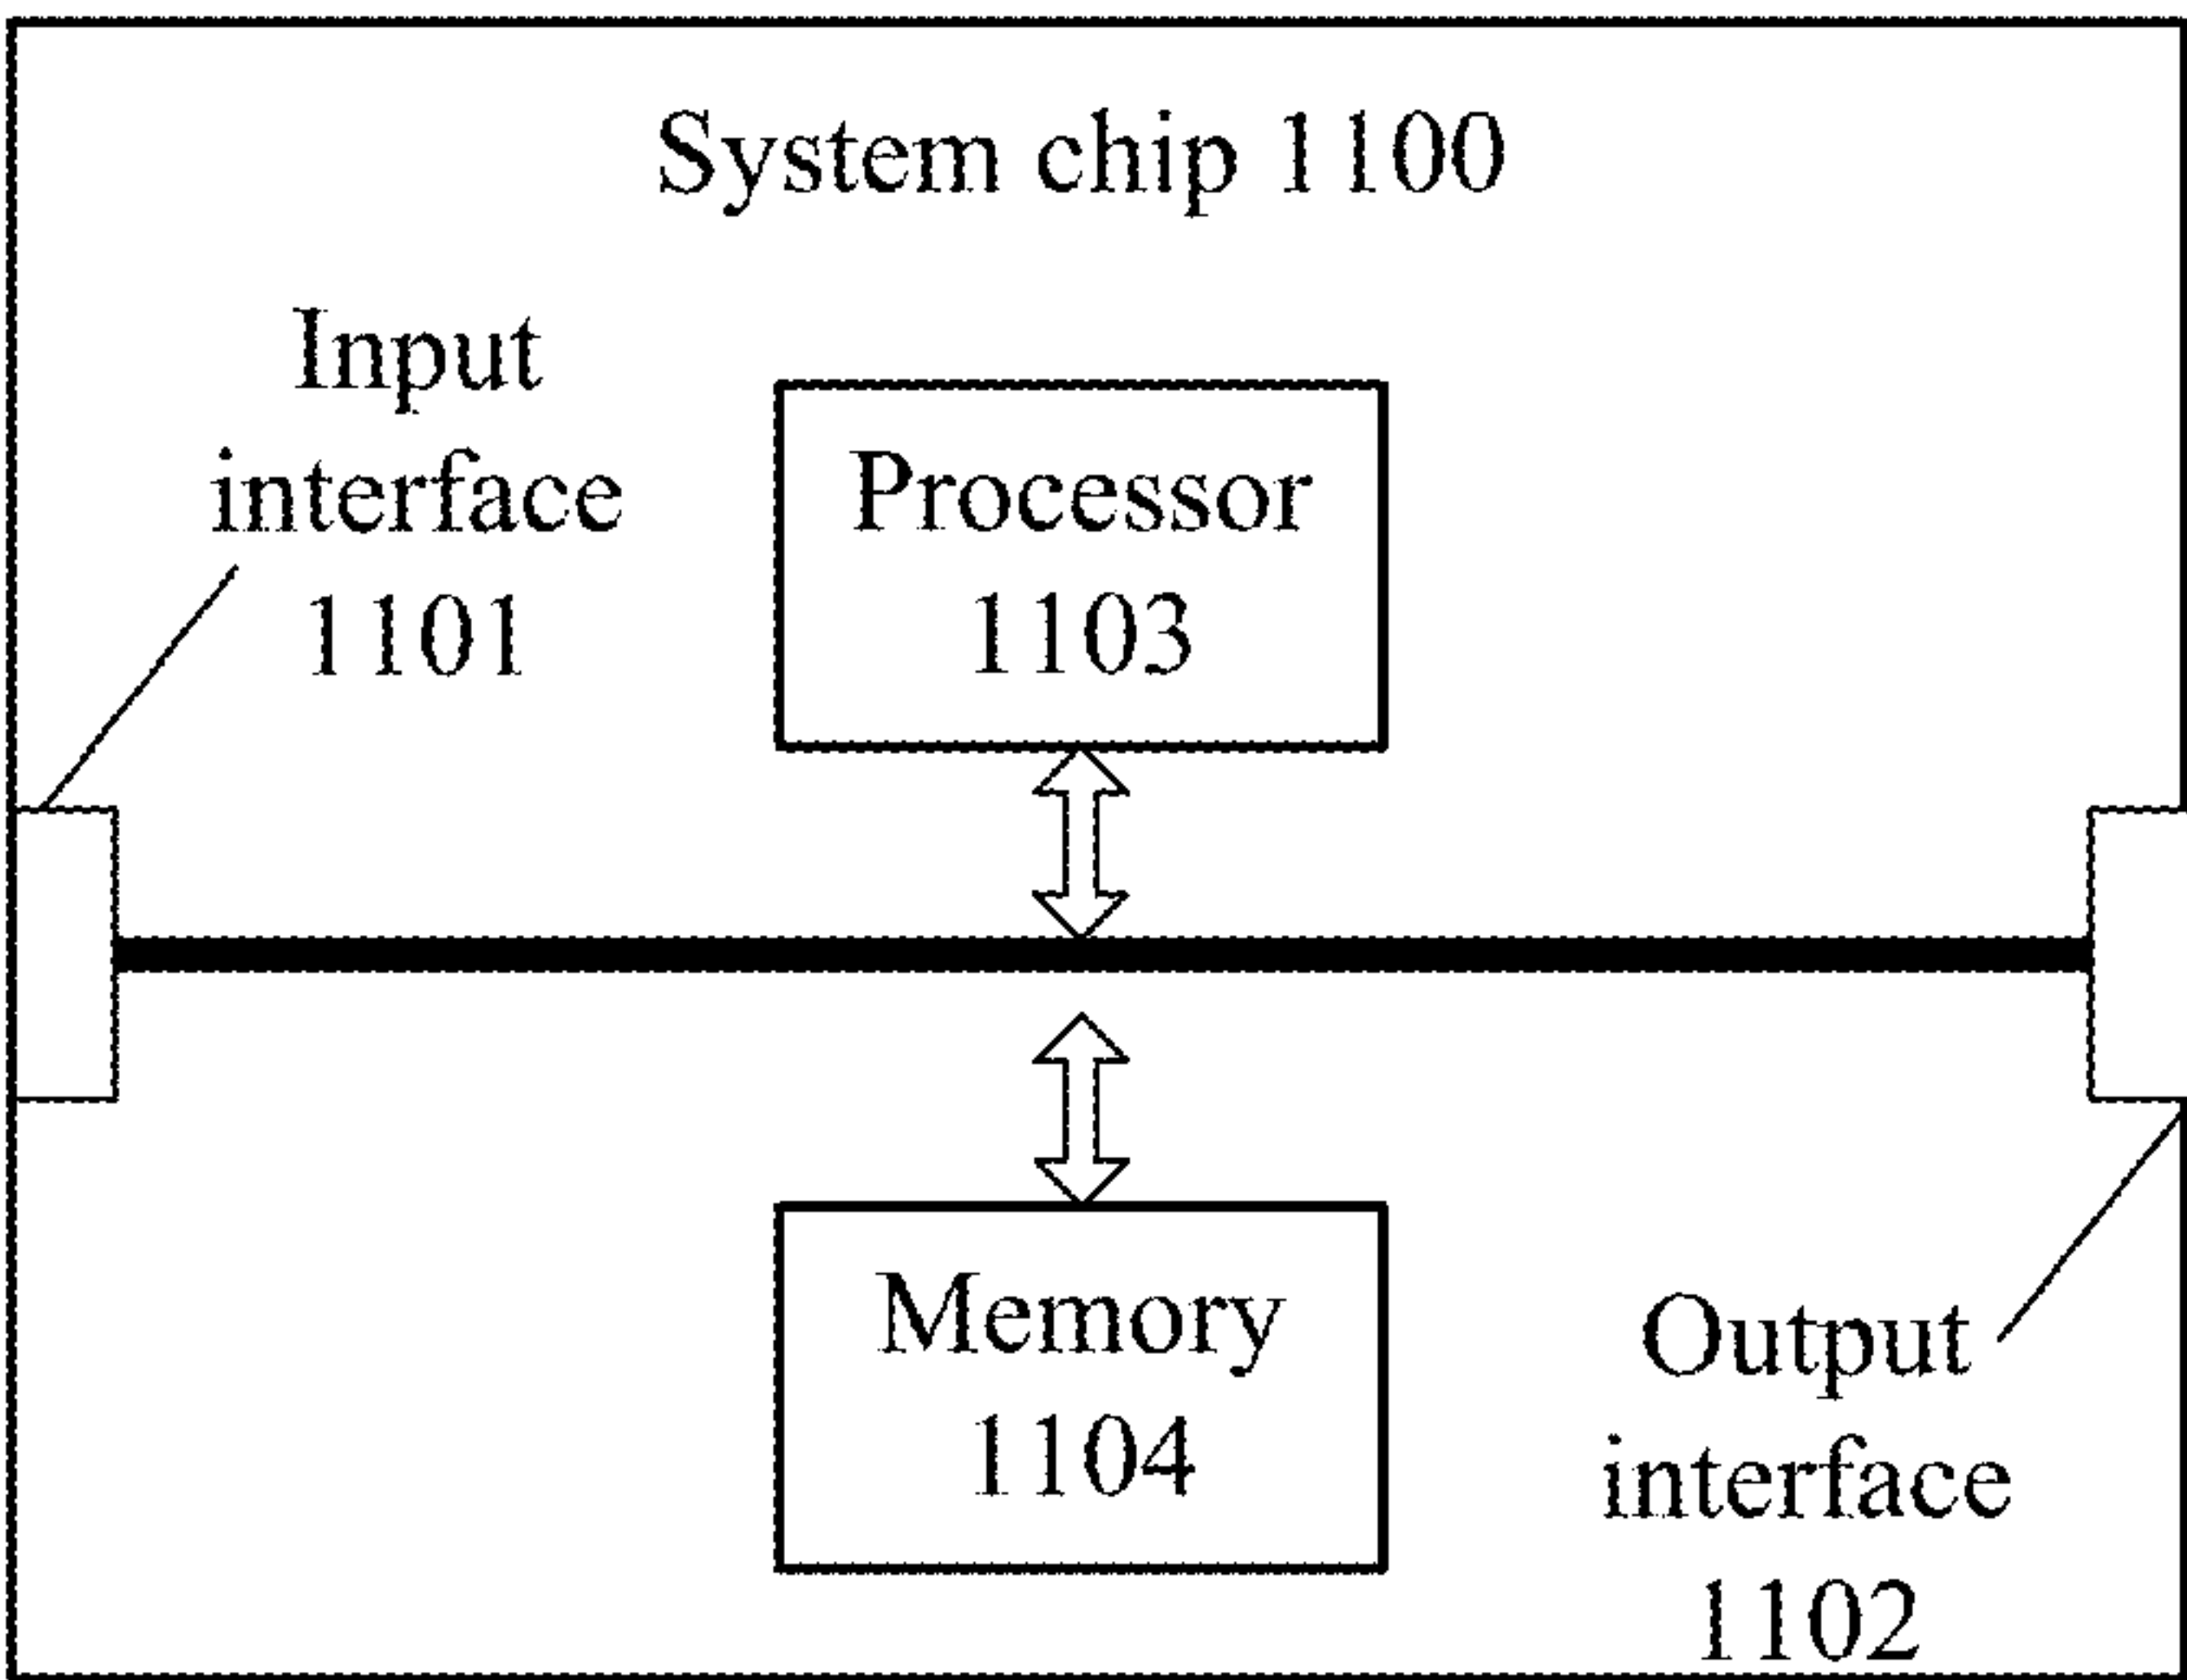 System chip 1100
Input
interface
1101
Processor
1103
Memory
1104
Output
interface
1102